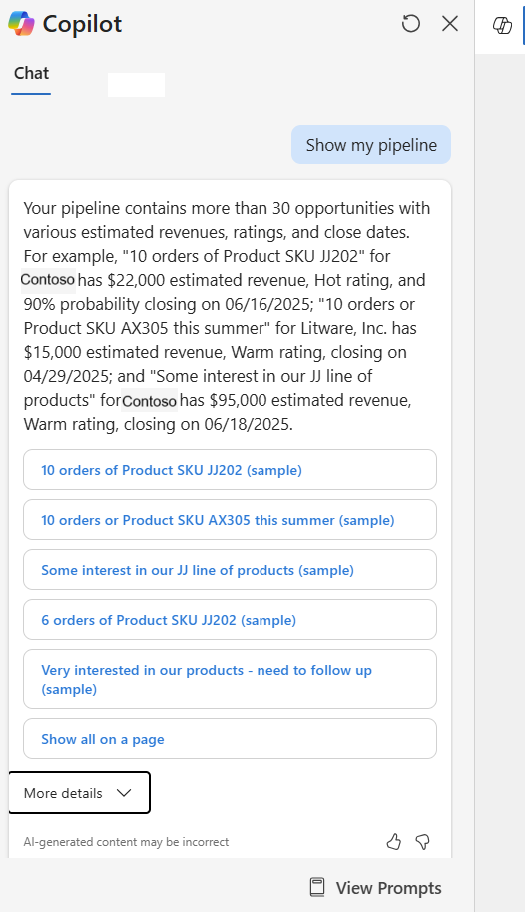 Copilot
Chat
Show my pipeline
Your pipeline contains more than 30 opportunities with
various estimated revenues, ratings, and close dates.
For example, "10 orders of Product SKU JJ202" for
Contoso has $22,000 estimated revenue, Hot rating, and
90% probability closing on 06/16/2025; "10 orders or
Product SKU AX305 this summer" for Litware, Inc. has
$15,000 estimated revenue, Warm rating, closing on
04/29/2025; and "Some interest in our JJ line of
products" for Contoso has $95,000 estimated revenue,
Warm rating, closing on 06/18/2025.
10 orders of Product SKU JJ202 (sample)
10 orders or Product SKU AX305 this summer (sample)
Some interest in our JJ line of products (sample)
6 orders of Product SKU JJ202 (sample)
Very interested in our products - need to follow up
(sample)
Show all on a page
More details
AI-generated content may be incorrect
View Prompts